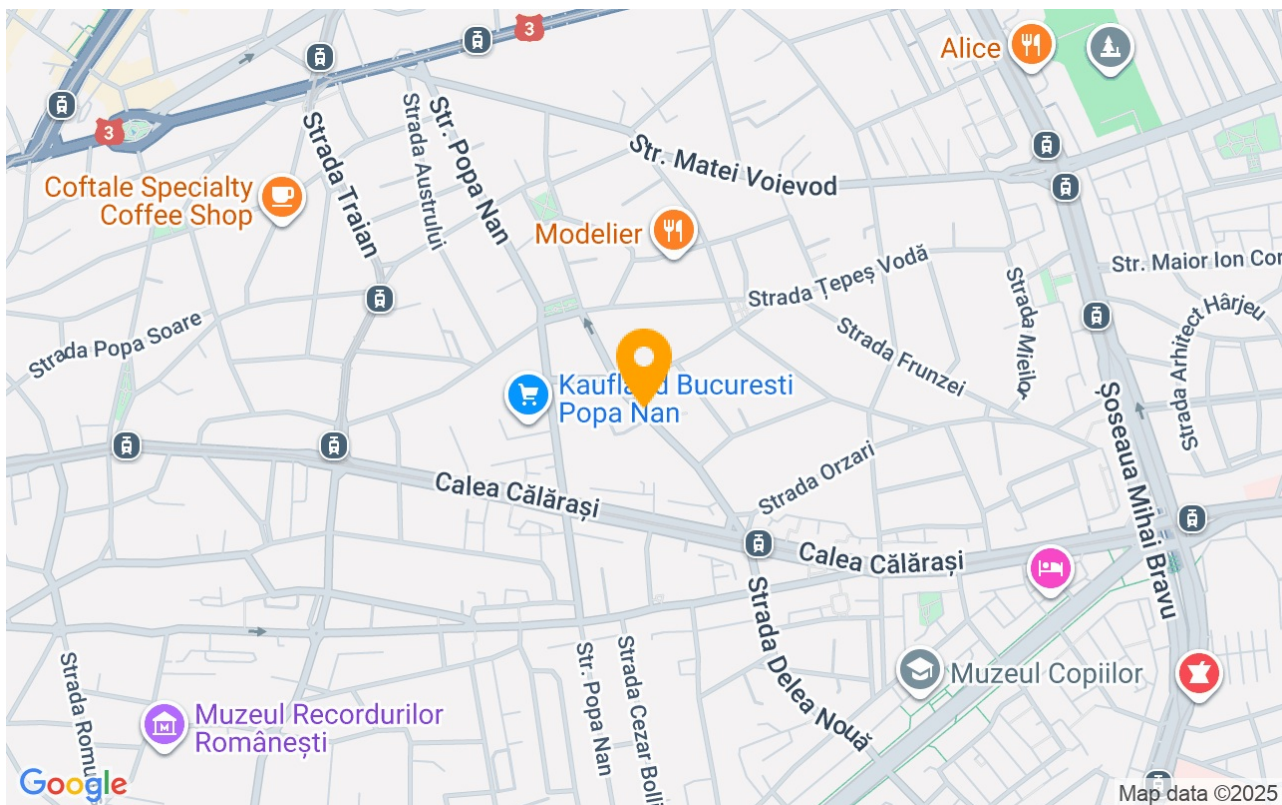 3
Alice
3
Str. Popa Nan
Strada Austrului
Strada Traian
Str. Matei Voievod
Coftale Specialty
Coffee Shop
Modelier
Strada Țepeș Vodă
Str. Maior Ion Cor
Strada Popa Soare
Strada Frunzei
Strada Mieilor
Strada Arhitect Hârjeu
Șoseaua Mihai Bravu
Bucuresti
Popa Nan
Calea Călărași
Strada Orzari
Calea Călărași
Strada Delea Nouă
Str. Popa Nan
Strada Cezar Bolli
Strada Romu
Muzeul Copiilor
M
Muzeul Recordurilor
Românești
Google
Map data ©2025